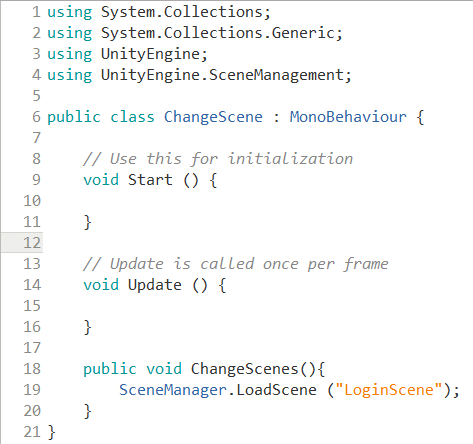 1 using System.Collections;
2 using System.Collections.Generic;
3 using UnityEngine;
4 using UnityEngine.SceneManagement;
5
6 public class ChangeScene : MonoBehaviour {
7
8     // Use this for initialization
9     void Start () {
10
11     }
12
13     // Update is called once per frame
14     void Update () {
15
16     }
17
18     public void ChangeScenes(){
19         SceneManager.LoadScene ("LoginScene");
20     }
21 }